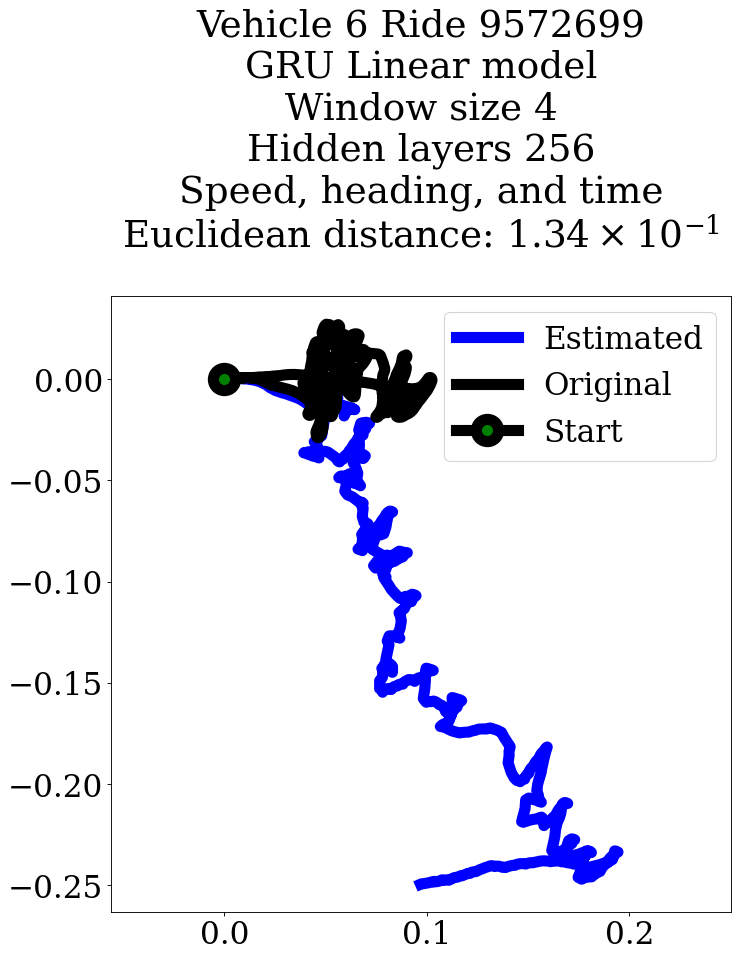 Vehicle 6 Ride 9572699
GRU Linear model
Window size 4
Hidden layers 256
Speed, heading, and time
Euclidean distance: 1.34 × 10⁻¹
Estimated
Original
Start
0.00
−0.05
−0.10
−0.15
−0.20
−0.25
0.0 0.1 0.2